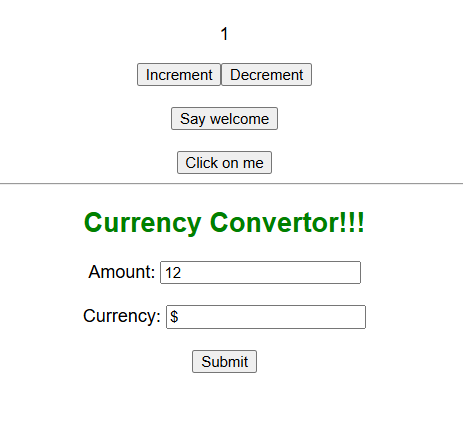 1
Increment Decrement
Say welcome
Click on me
Currency Convertor!!!
Amount: 12
Currency: $
Submit